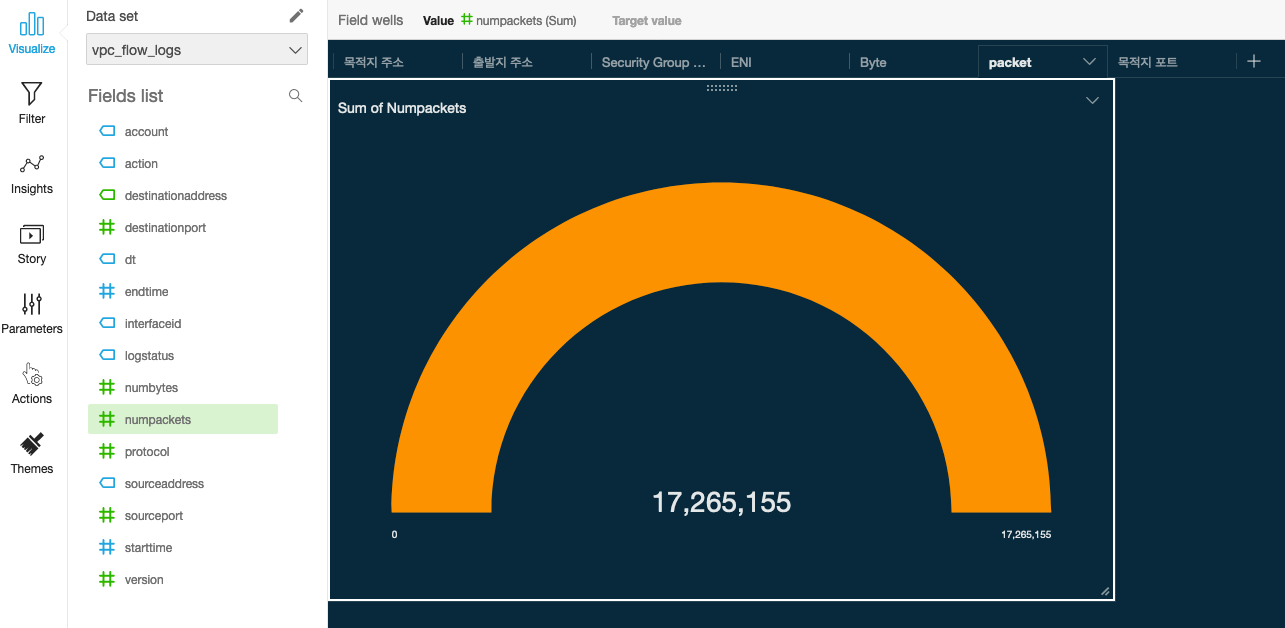 Visualize
Filter
Insights
Story
Parameters
Actions
Themes
Data set
vpc_flow_logs
Fields list
account
action
destinationaddress
destinationport
dt
endtime
interfaceid
logstatus
numbytes
numpackets
protocol
sourceaddress
sourceport
starttime
version
Field wells Value numpackets (Sum) Target value
목적지 주소 출발지 주소 Security Group ... ENI Byte packet 목적지 포트
Sum of Numpackets
17,265,155
0 17,265,155